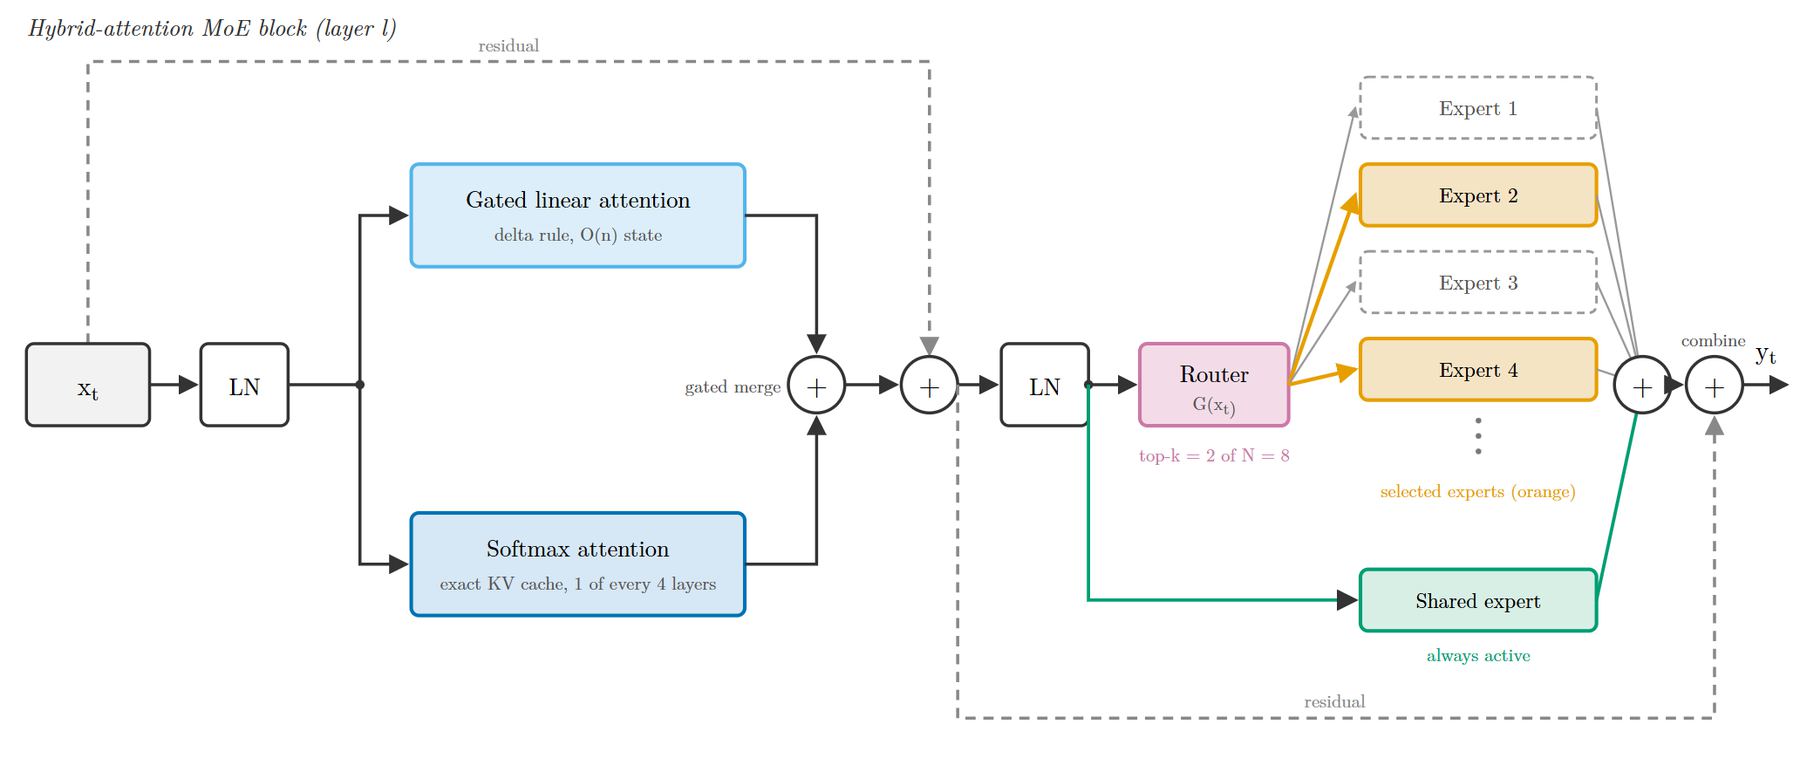 Hybrid-attention MoE block (layer l)
residual
Gated linear attention
delta rule, O(n) state
Softmax attention
exact KV cache, 1 of every 4 layers
xt
LN
gated merge
+
+
LN
Router
G(xt)
top-k = 2 of N = 8
Expert 1
Expert 2
Expert 3
Expert 4
selected experts (orange)
Shared expert
always active
+
combine
+
yt
residual